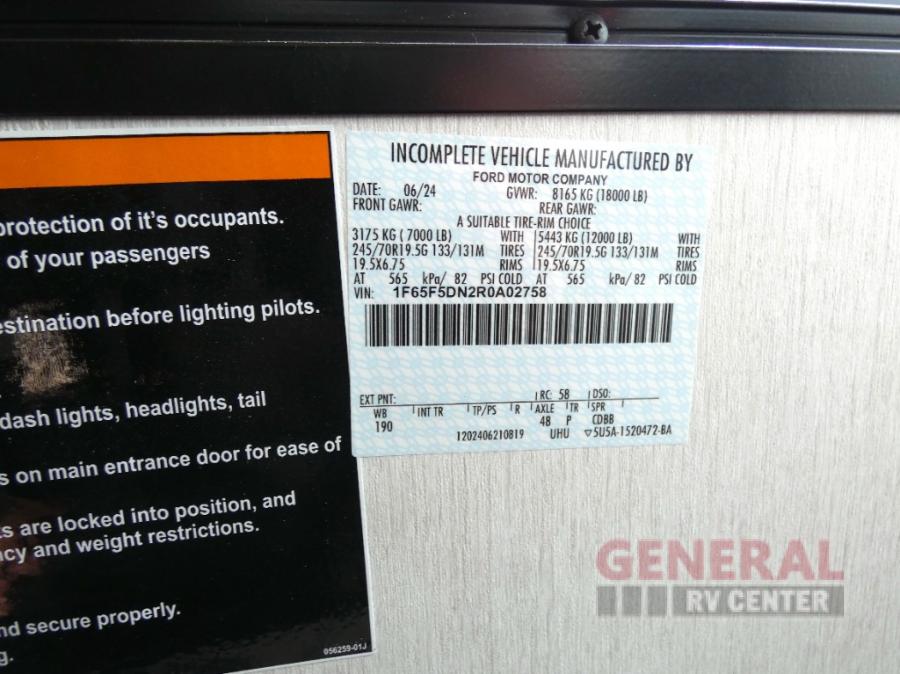 protection of it's occupants.
of your passengers
estination before lighting pilots.
dash lights, headlights, tail
s on main entrance door for ease of
ts are locked into position, and
ncy and weight restrictions.
nd secure properly.
g.
056259-01J
INCOMPLETE VEHICLE MANUFACTURED BY
FORD MOTOR COMPANY
DATE: 06/24 GVWR: 8165 KG (18000 LB)
FRONT GAWR: REAR GAWR:
A SUITABLE TIRE-RIM CHOICE
3175 KG ( 7000 LB) WITH 5443 KG (12000 LB) WITH
245/70R19.5G 133/131M TIRES 245/70R19.5G 133/131M TIRES
19.5X6.75 RIMS 19.5X6.75 RIMS
AT 565 kPa/ 82 PSI COLD AT 565 kPa/ 82 PSI COLD
VIN: 1F65F5DN2R0A02758
EXT PNT: RC: 58 DSO:
WB INT TR TP/PS R AXLE TR SPR
190 48 P CDBB
1202406210819 UHU ▽5U5A-1520472-BA
GENERAL
RV CENTER